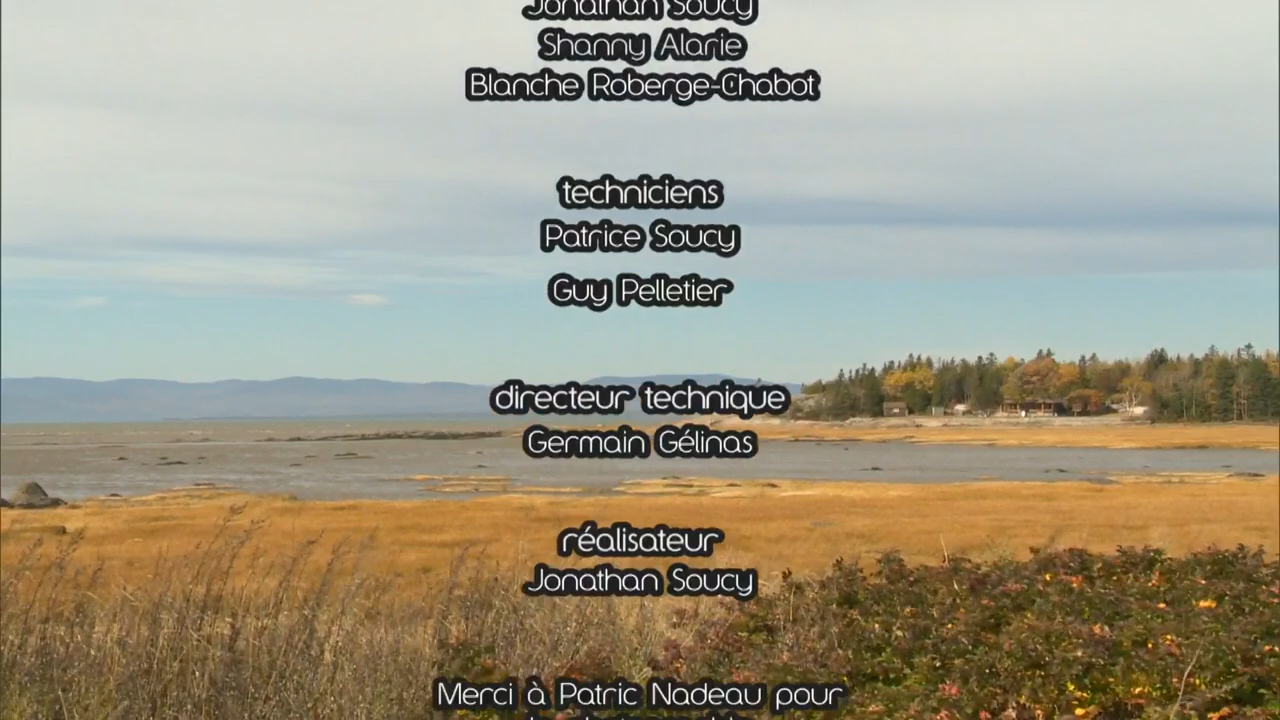 Jonathan Soucy
Shanny Alarie
Blanche Roberge-Chabot
techniciens
Patrice Soucy
Guy Pelletier
directeur technique
Germain Gélinas
réalisateur
Jonathan Soucy
Merci à Patric Nadeau pour